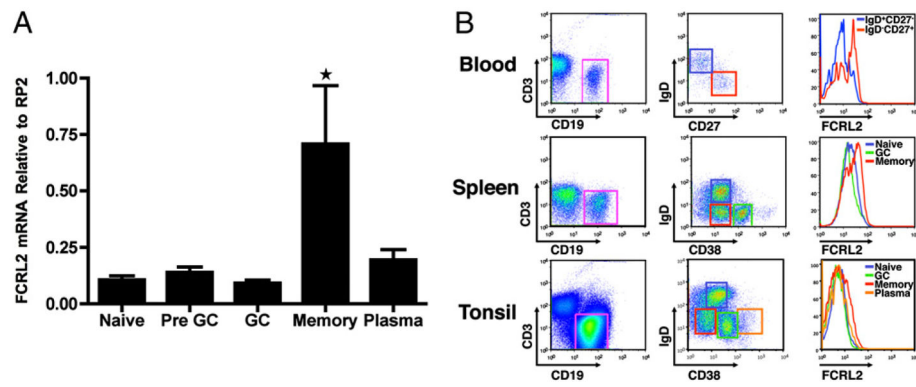 A
FCRL2 mRNA Relative to RP2
1.00
0.75
0.50
0.25
0.00
Naive Pre GC GC Memory Plasma
B
Blood
CD3
CD19
IgD
CD27
IgD+CD27-
IgD-CD27+
FCRL2
Spleen
CD3
CD19
IgD
CD38
Naive
GC
Memory
FCRL2
Tonsil
CD3
CD19
IgD
CD38
Naive
GC
Memory
Plasma
FCRL2